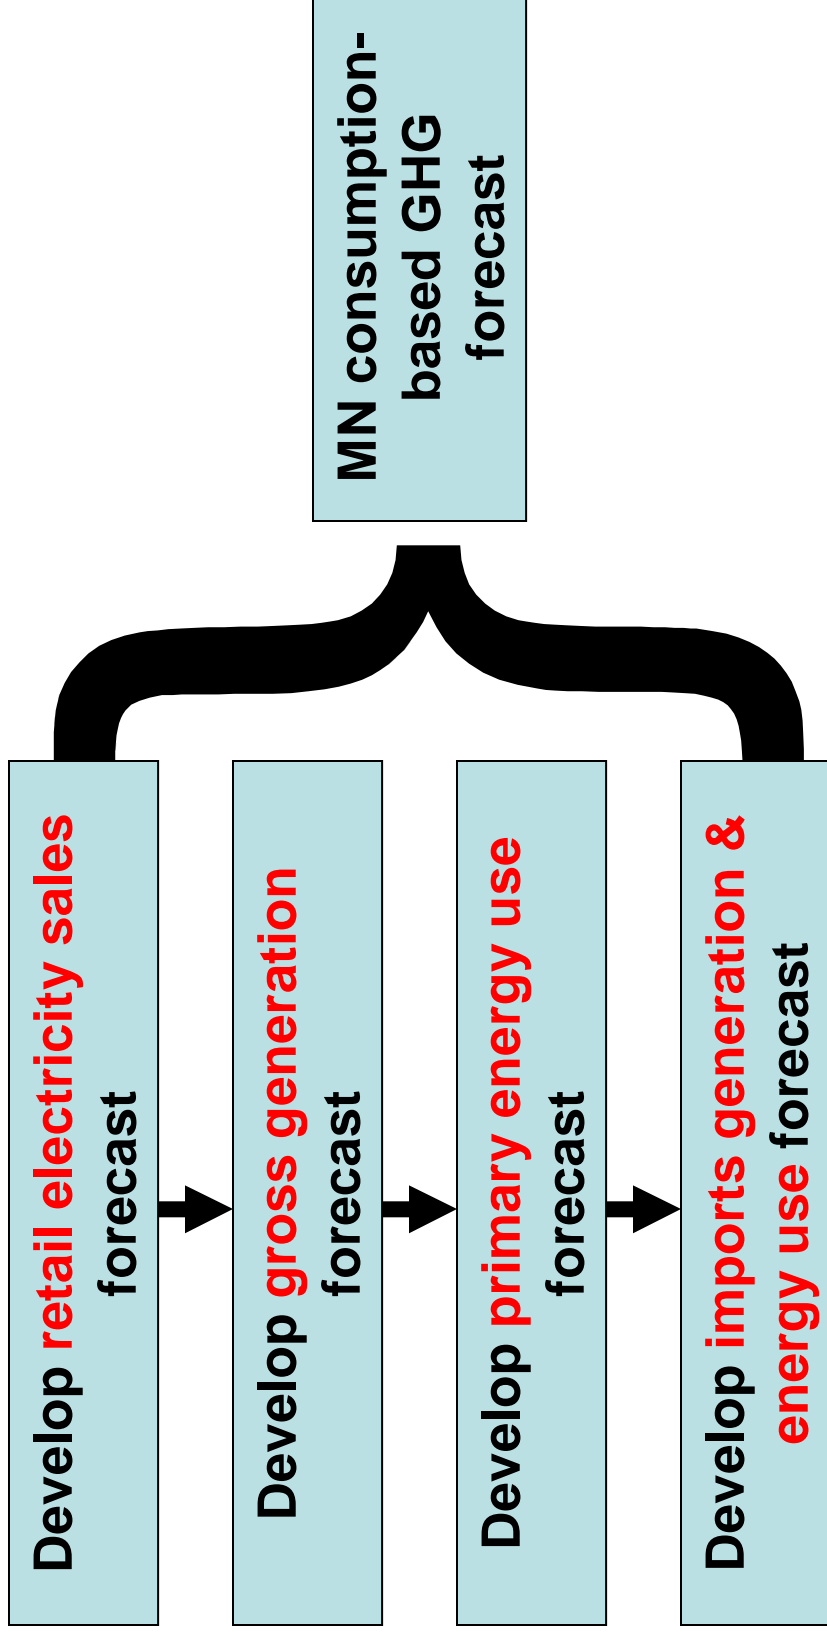 Develop retail electricity sales
forecast
Develop gross generation
forecast
Develop primary energy use
forecast
Develop imports generation &
energy use forecast
MN consumption-
based GHG
forecast